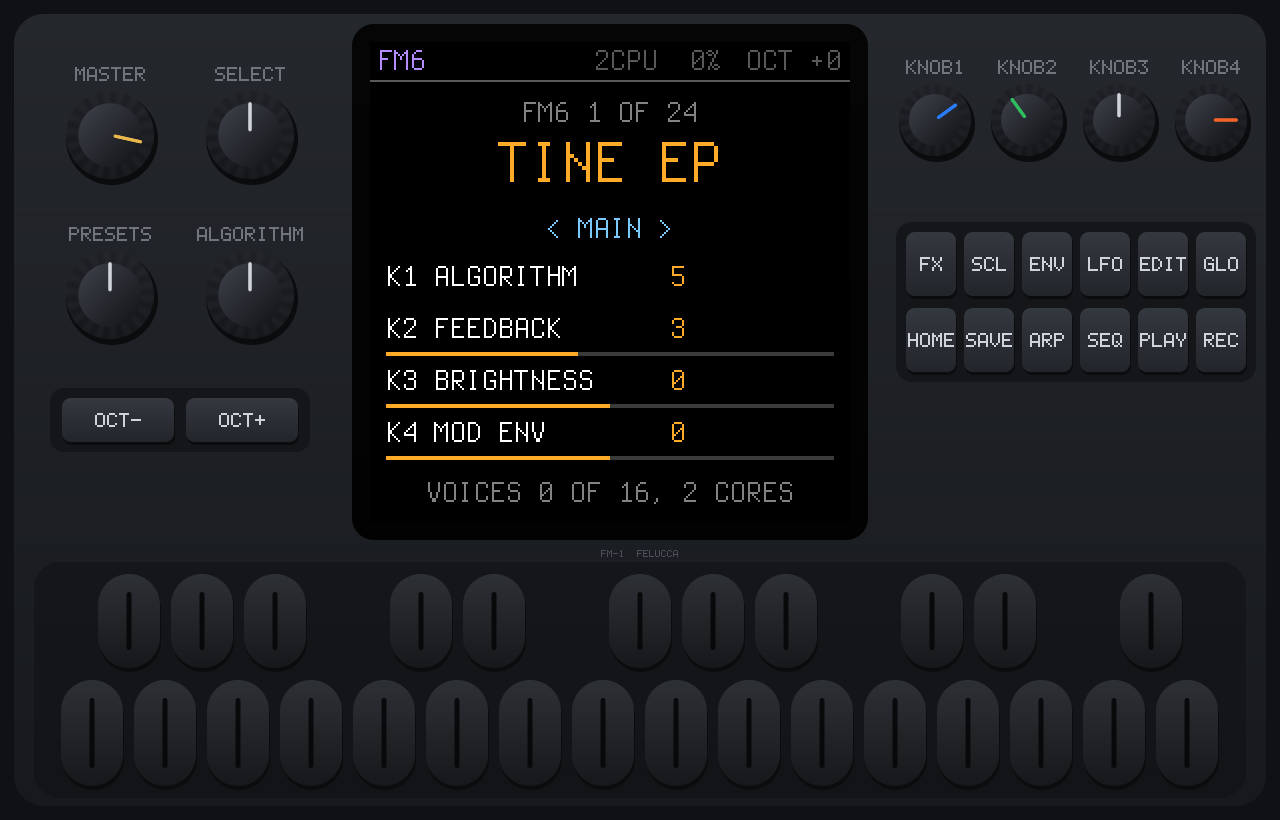 MASTER SELECT
PRESETS ALGORITHM
OCT- OCT+
FM6 2CPU 0% OCT +0
FM6 1 OF 24
TINE EP
< MAIN >
K1 ALGORITHM 5
K2 FEEDBACK 3
K3 BRIGHTNESS 0
K4 MOD ENV 0
VOICES 0 OF 16, 2 CORES
KNOB1 KNOB2 KNOB3 KNOB4
FX SCL ENV LFO EDIT GLO
HOME SAVE ARP SEQ PLAY REC
FM-1 FELUCCA